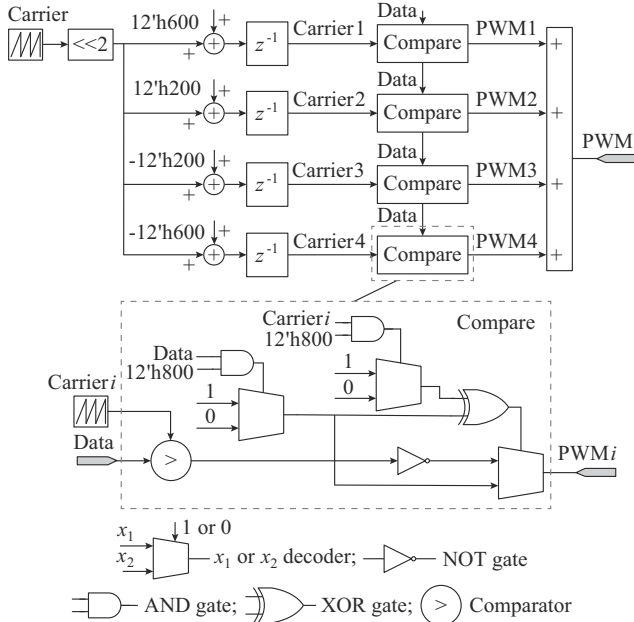 Carrier
<<2
12'h600
+
+
+
z⁻¹
Carrier1
Data
Compare
PWM1
+
12'h200
+
+
+
z⁻¹
Carrier2
Data
Compare
PWM2
+
PWM
-12'h200
+
+
+
z⁻¹
Carrier3
Data
Compare
PWM3
+
-12'h600
+
+
+
z⁻¹
Carrier4
Data
Compare
PWM4
+
Compare
Carrieri
12'h800
1
0
Data
12'h800
1
0
Carrieri
Data
>
PWMi
x₁
x₂
1 or 0
x₁ or x₂ decoder;
NOT gate
AND gate;
XOR gate;
>
Comparator